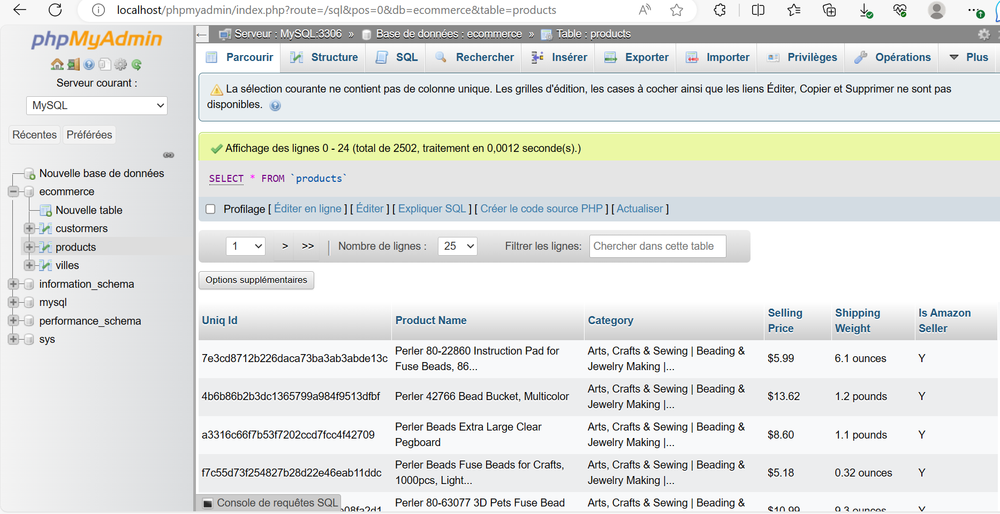 localhost/phpmyadmin/index.php?route=/sql&pos=0&db=ecommerce&table=products
phpMyAdmin
Serveur courant :
MySQL
Récentes Préférées
Nouvelle base de données
ecommerce
Nouvelle table
custormers
products
villes
information_schema
mysql
performance_schema
sys
Serveur : MySQL:3306 » Base de données : ecommerce » Table : products
Parcourir Structure SQL Rechercher Insérer Exporter Importer Privilèges Opérations Plus
La sélection courante ne contient pas de colonne unique. Les grilles d'édition, les cases à cocher ainsi que les liens Éditer, Copier et Supprimer ne sont pas
disponibles.
Affichage des lignes 0 - 24 (total de 2502, traitement en 0,0012 seconde(s).)
SELECT * FROM `products`
Profilage [ Éditer en ligne ] [ Éditer ] [ Expliquer SQL ] [ Créer le code source PHP ] [ Actualiser ]
1 > >> Nombre de lignes : 25 Filtrer les lignes: Chercher dans cette table
Options supplémentaires
Uniq Id Product Name Category Selling Price Shipping Weight Is Amazon Seller
7e3cd8712b226daca73ba3ab3abde13c Perler 80-22860 Instruction Pad for Fuse Beads, 86... Arts, Crafts & Sewing | Beading & Jewelry Making |... $5.99 6.1 ounces Y
4b6b86b2b3dc1365799a984f9513dfbf Perler 42766 Bead Bucket, Multicolor Arts, Crafts & Sewing | Beading & Jewelry Making |... $13.62 1.2 pounds Y
a3316c66f7b53f7202ccd7fcc4f42709 Perler Beads Extra Large Clear Pegboard Arts, Crafts & Sewing | Beading & Jewelry Making |... $8.60 1.1 pounds Y
f7c55d73f254827b28d22e46eab11ddc Perler Beads Fuse Beads for Crafts, 1000pcs, Light... Arts, Crafts & Sewing | Beading & Jewelry Making |... $5.18 0.32 ounces Y
Perler 80-63077 3D Pets Fuse Bead Arts, Crafts & Sewing | Beading & $10.99 9.3 ounces Y
Console de requêtes SQL